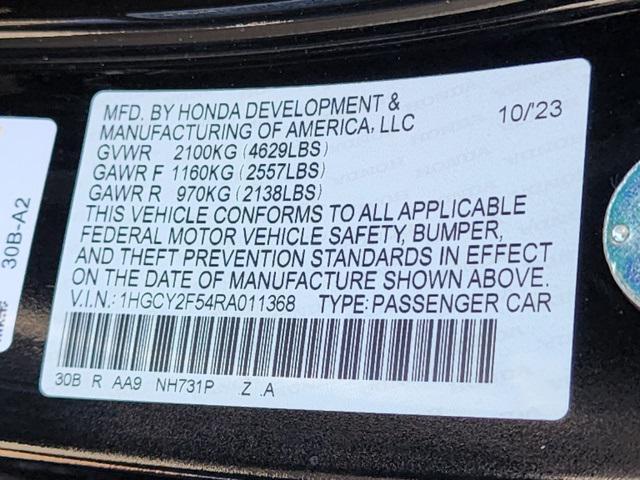 MFD. BY HONDA DEVELOPMENT &
MANUFACTURING OF AMERICA, LLC 10/23
GVWR 2100KG (4629LBS)
GAWR F 1160KG (2557LBS)
GAWR R 970KG (2138LBS)
THIS VEHICLE CONFORMS TO ALL APPLICABLE
FEDERAL MOTOR VEHICLE SAFETY, BUMPER,
AND THEFT PREVENTION STANDARDS IN EFFECT
ON THE DATE OF MANUFACTURE SHOWN ABOVE.
V.I.N.: 1HGCY2F54RA011368 TYPE: PASSENGER CAR
30B R AA9 NH731P Z .A
30B-A2